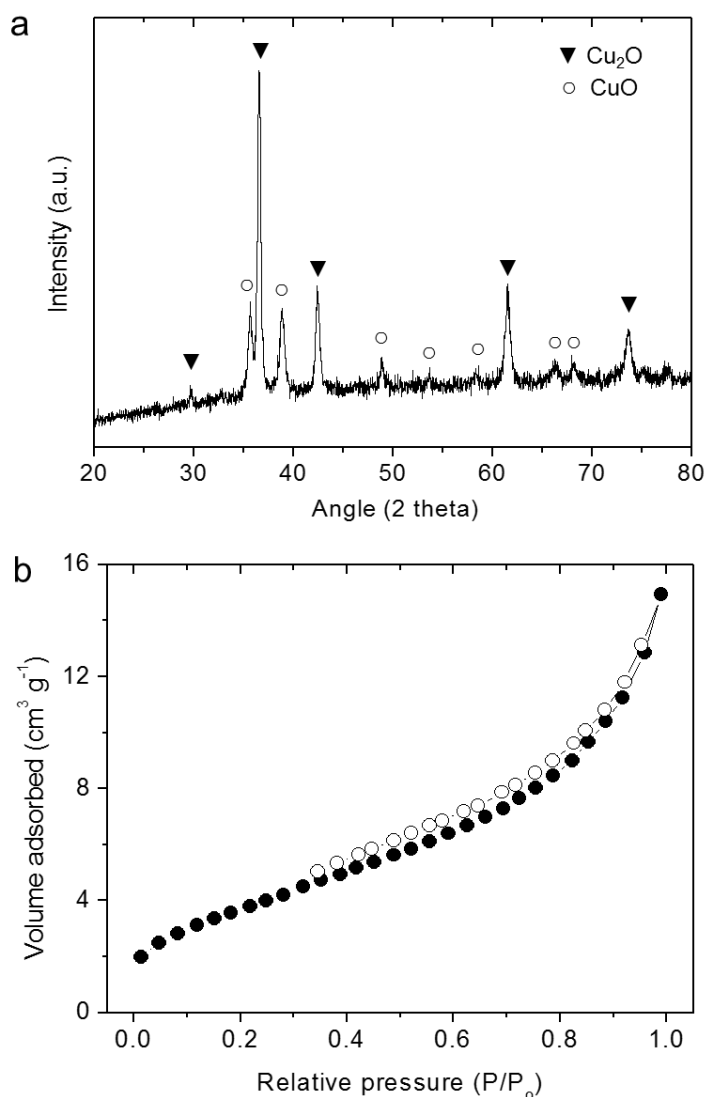 a
▼ Cu₂O
○ CuO
Intensity (a.u.)
20 30 40 50 60 70 80
Angle (2 theta)
b
16
12
8
4
0
Volume adsorbed (cm³ g⁻¹)
0.0 0.2 0.4 0.6 0.8 1.0
Relative pressure (P/Pₒ)